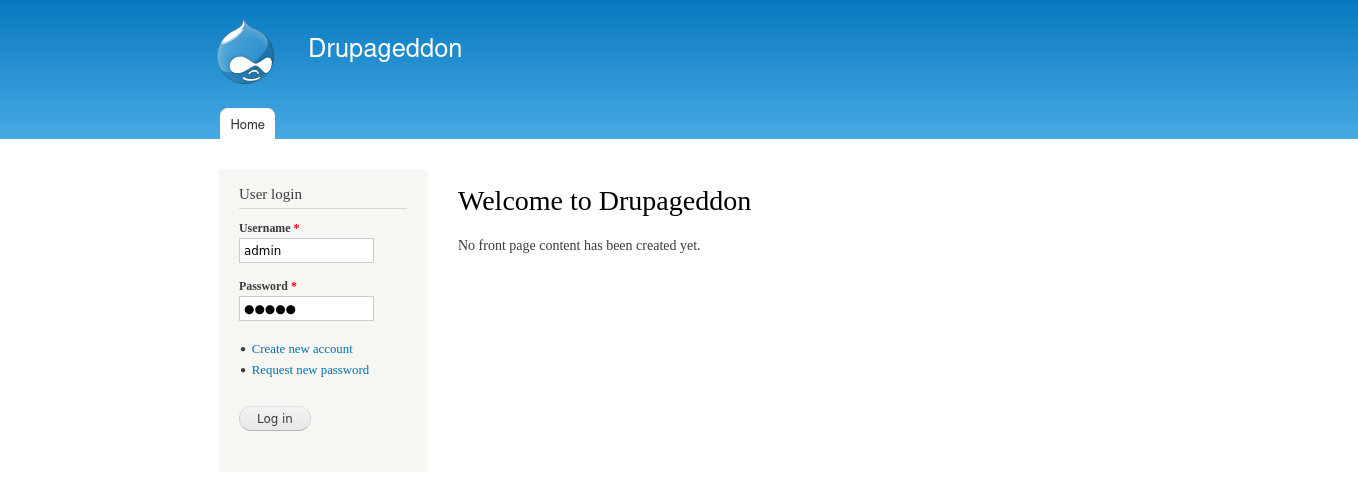 Drupageddon
Home
User login
Username *
admin
Password *
●●●●●
Create new account
Request new password
Log in
Welcome to Drupageddon
No front page content has been created yet.